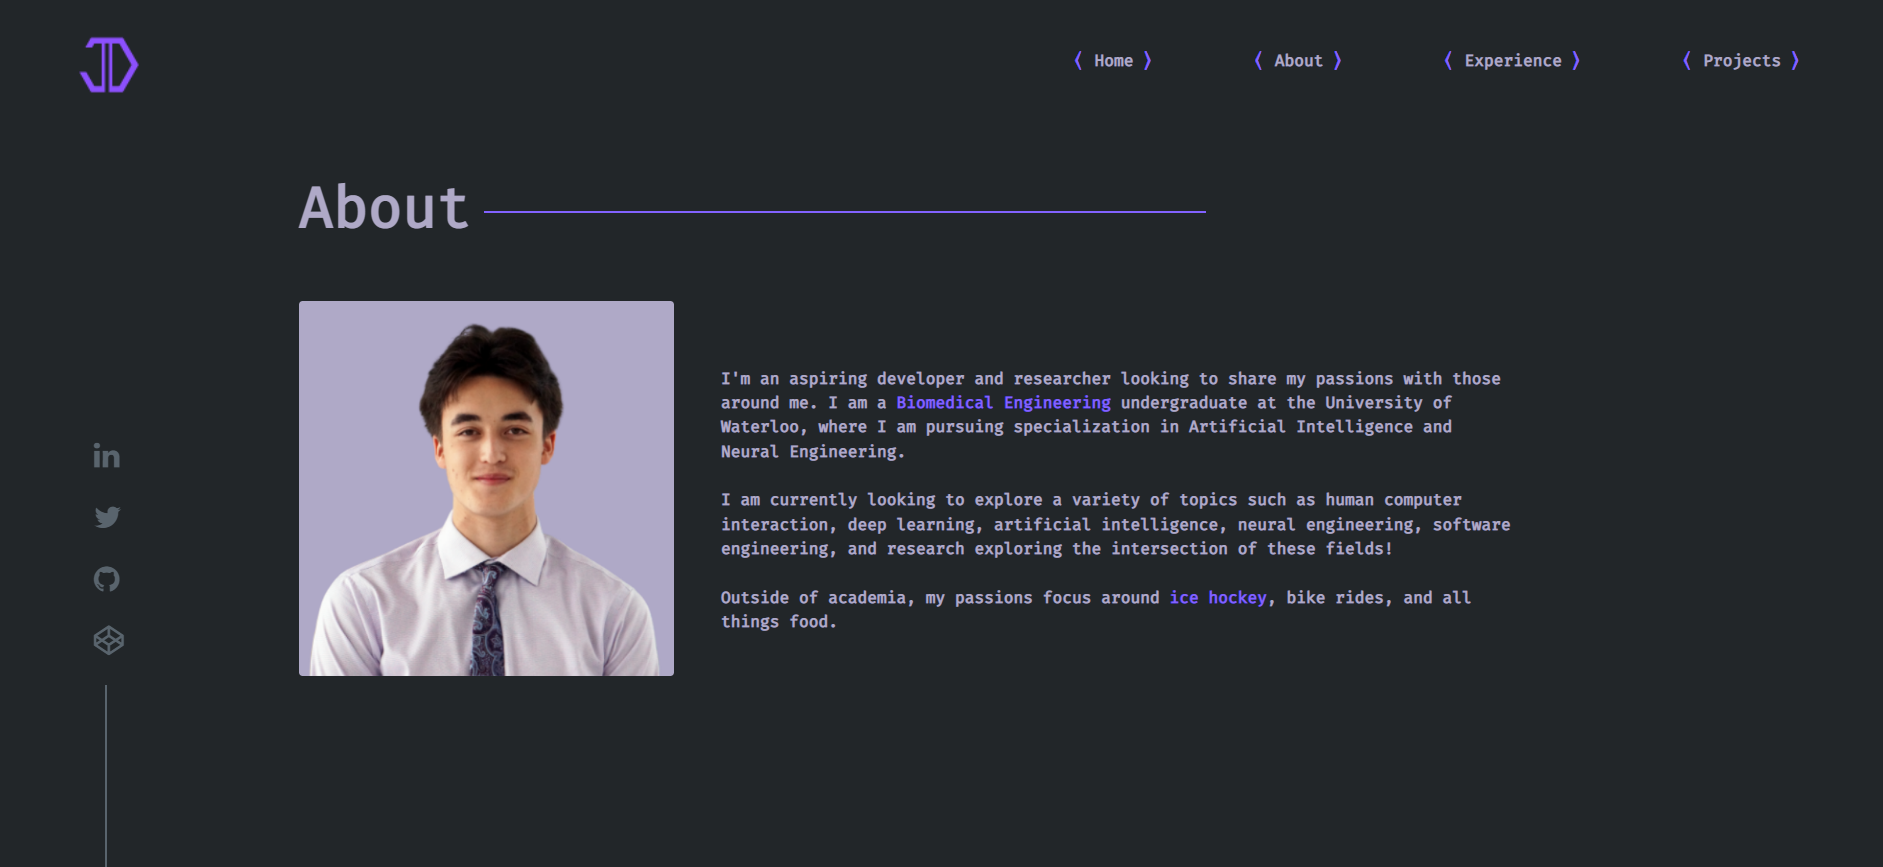 JD
⟨ Home ⟩ ⟨ About ⟩ ⟨ Experience ⟩ ⟨ Projects ⟩
About
I'm an aspiring developer and researcher looking to share my passions with those
around me. I am a Biomedical Engineering undergraduate at the University of
Waterloo, where I am pursuing specialization in Artificial Intelligence and
Neural Engineering.
I am currently looking to explore a variety of topics such as human computer
interaction, deep learning, artificial intelligence, neural engineering, software
engineering, and research exploring the intersection of these fields!
Outside of academia, my passions focus around ice hockey, bike rides, and all
things food.
in